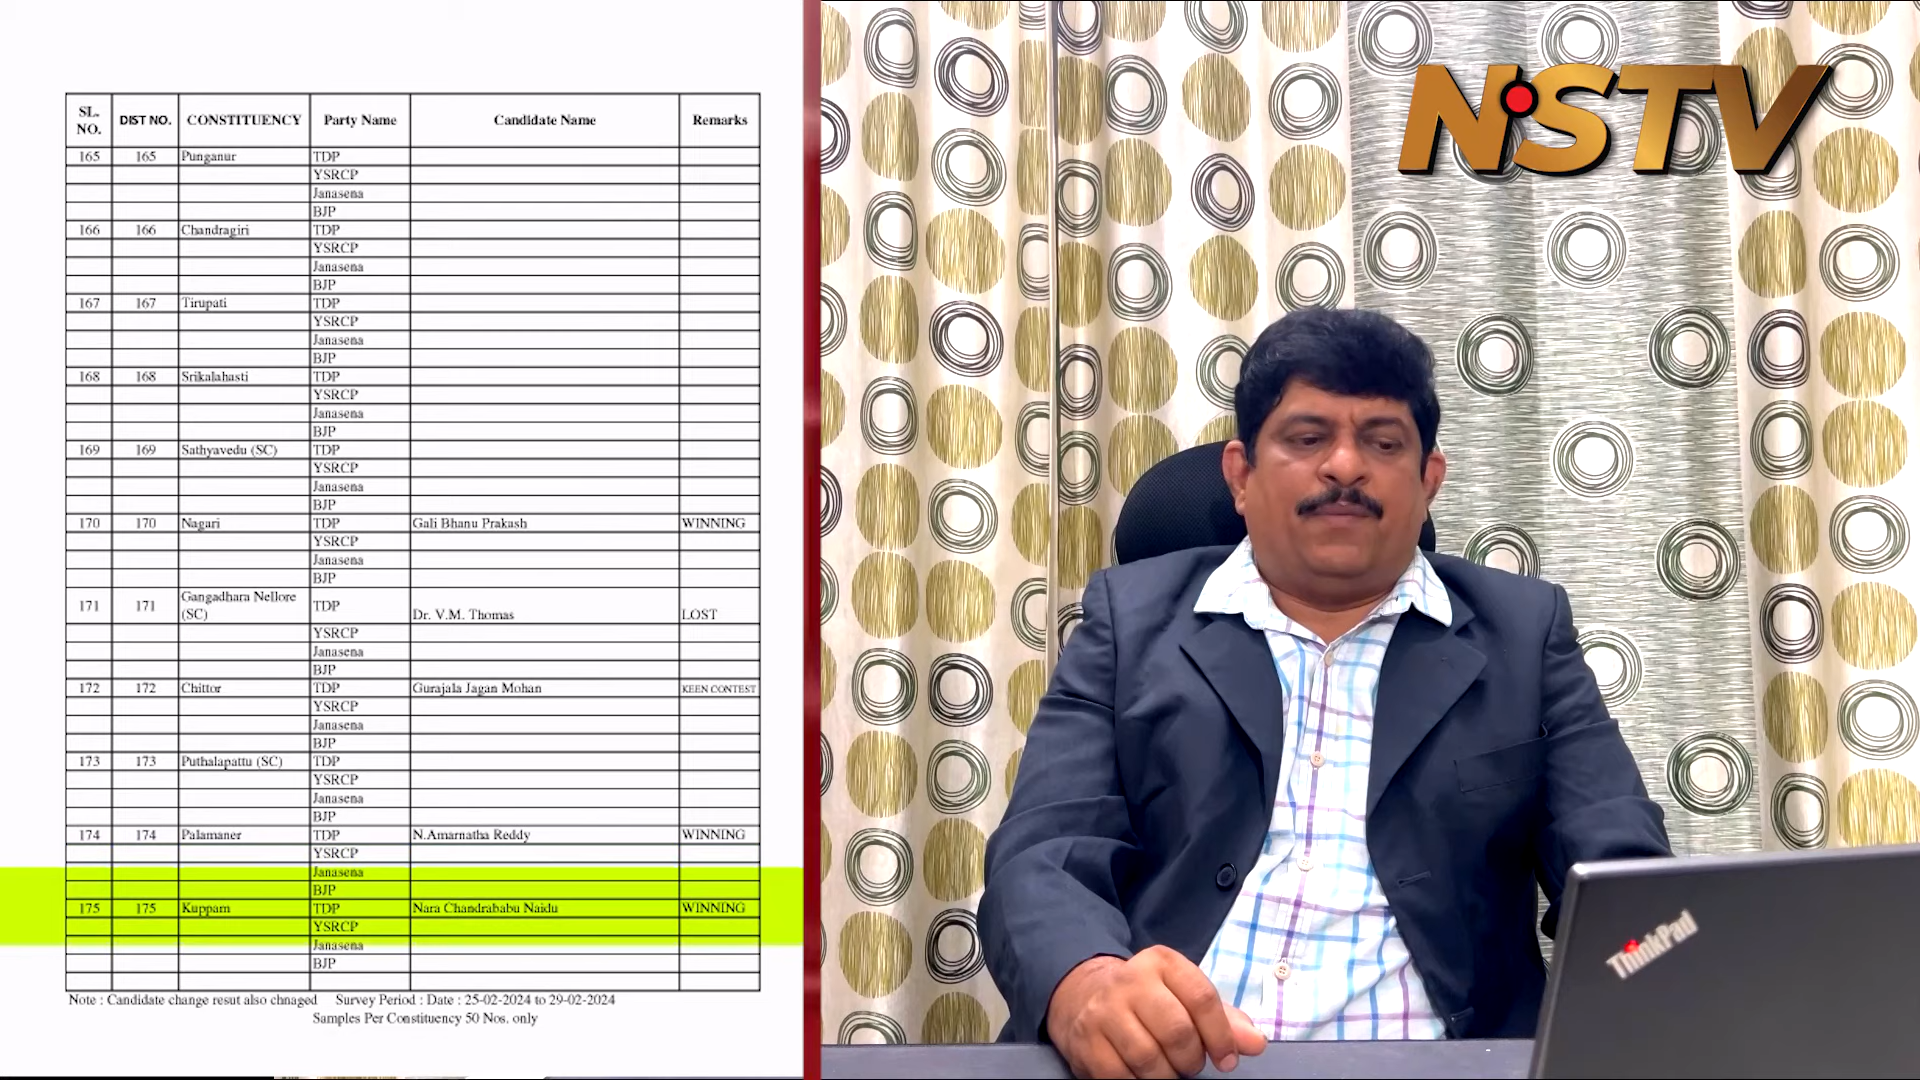 NSTV
SL. NO. DIST NO. CONSTITUENCY Party Name Candidate Name Remarks
165 165 Punganur TDP
YSRCP
Janasena
BJP
166 166 Chandragiri TDP
YSRCP
Janasena
BJP
167 167 Tirupati TDP
YSRCP
Janasena
BJP
168 168 Srikalahasti TDP
YSRCP
Janasena
BJP
169 169 Sathyavedu (SC) TDP
YSRCP
Janasena
BJP
170 170 Nagari TDP Gali Bhanu Prakash WINNING
YSRCP
Janasena
BJP
171 171 Gangadhara Nellore (SC) TDP Dr. V.M. Thomas LOST
YSRCP
Janasena
BJP
172 172 Chittor TDP Gurajala Jagan Mohan KEEN CONTEST
YSRCP
Janasena
BJP
173 173 Puthalapattu (SC) TDP
YSRCP
Janasena
BJP
174 174 Palamaner TDP N.Amarnatha Reddy WINNING
YSRCP
Janasena
BJP
175 175 Kuppam TDP Nara Chandrababu Naidu WINNING
YSRCP
Janasena
BJP
Note : Candidate change resut also chnaged Survey Period : Date : 25-02-2024 to 29-02-2024
Samples Per Constituency 50 Nos. only
ThinkPad